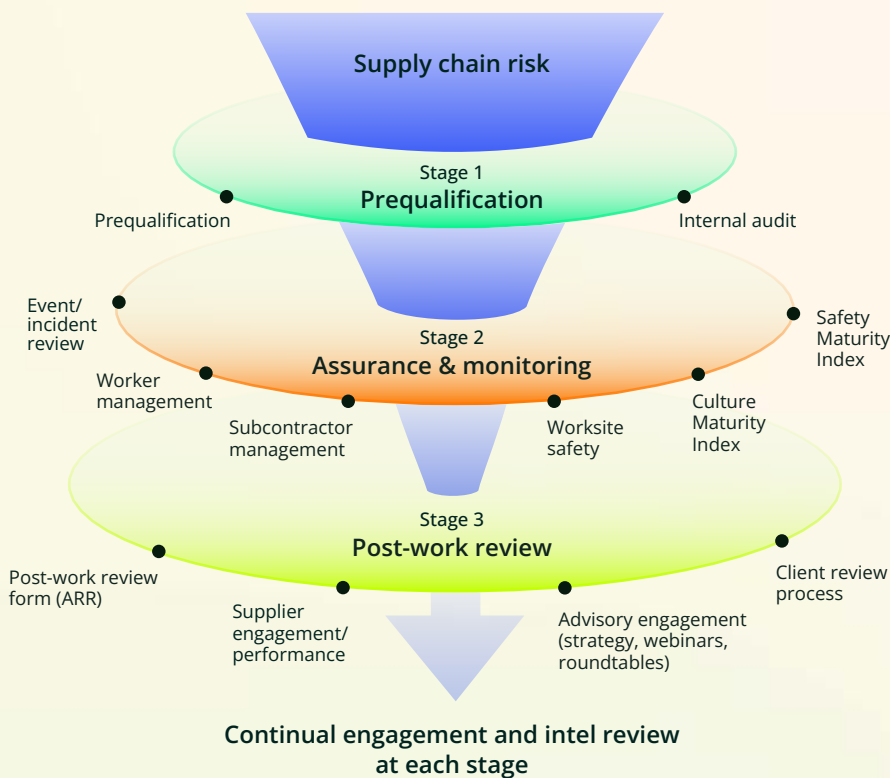 Supply chain risk
Stage 1
Prequalification
Prequalification
Internal audit
Stage 2
Assurance & monitoring
Event/
incident
review
Worker
management
Subcontractor
management
Worksite
safety
Culture
Maturity
Index
Safety
Maturity
Index
Stage 3
Post-work review
Post-work review
form (ARR)
Supplier
engagement/
performance
Advisory engagement
(strategy, webinars,
roundtables)
Client review
process
Continual engagement and intel review
at each stage